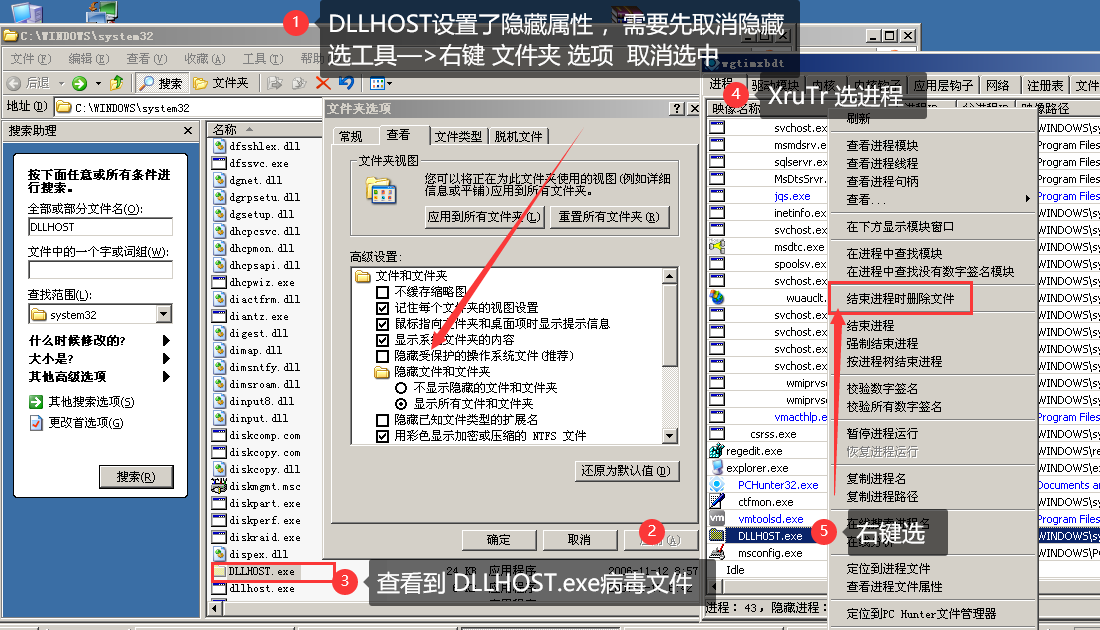 1
DLLHOST设置了隐藏属性，需要先取消隐藏
选工具—>右键 文件夹 选项 取消选中
C:\WINDOWS\system32
文件(F) 编辑(E) 查看(V) 收藏(A) 工具(T) 帮助
后退 搜索 文件夹
地址(D) C:\WINDOWS\system32
搜索助理
按下面任意或所有条件进
行搜索。
全部或部分文件名(O):
DLLHOST
文件中的一个字或词组(W):
查找范围(L):
system32
什么时候修改的?
大小是?
其他高级选项
其他搜索选项(S)
更改首选项(G)
搜索(R)
名称
dfsshlex.dll
dfssvc.exe
dgnet.dll
dgrpsetu.dll
dgsetup.dll
dhcpcsvc.dll
dhcpmon.dll
dhcpsapi.dll
dhcpwiz.exe
diactfrm.dll
diantz.exe
digest.dll
dimap.dll
dimsntfy.dll
dimsroam.dll
dinput8.dll
dinput.dll
diskcomp.com
diskcopy.com
diskcopy.dll
diskmgmt.msc
diskpart.exe
diskperf.exe
diskraid.exe
dispex.dll
DLLHOST.exe
dllhost.exe
24 KB 应用程序 2006-11-12 8:57
3
查看到 DLLHOST.exe病毒文件
文件夹选项
常规 查看 文件类型 脱机文件
文件夹视图
您可以将正在为此文件夹使用的视图(例如详细
信息或平铺)应用到所有文件夹。
应用到所有文件夹(L) 重置所有文件夹(R)
高级设置:
文件和文件夹
不缓存缩略图
记住每个文件夹的视图设置
鼠标指向文件夹和桌面项时显示提示信息
显示系统文件夹的内容
隐藏受保护的操作系统文件(推荐)
隐藏文件和文件夹
不显示隐藏的文件和文件夹
显示所有文件和文件夹
隐藏已知文件类型的扩展名
用彩色显示加密或压缩的 NTFS 文件
还原为默认值(D)
2
确定 取消 (A)
wgtimxbdt
进程 驱动模块 内核 内核钩子 应用层钩子 网络 注册表 文件
4
XruTr 选进程
映像名称 映像路径
svchost.ex WINDOWS\sy
msmdsrv.e Program Files
sqlservr.ex Program Files
MsDtsSrvr. Program Files
jqs.exe Program Files
inetinfo.ex WINDOWS\sy
svchost.ex WINDOWS\sy
msdtc.exe WINDOWS\sy
spoolsv.ex WINDOWS\sy
wuauclt. WINDOWS\sy
svchost.ex WINDOWS\sy
svchost.ex WINDOWS\sy
svchost.ex WINDOWS\sy
wmiprvs WINDOWS\sy
wmiprvs WINDOWS\sy
vmacthlp.e Program Files
csrss.exe WINDOWS\sy
regedit.exe WINDOWS\re
explorer.exe WINDOWS\ex
PCHunter32.exe Documents an
ctfmon.exe WINDOWS\sy
vmtoolsd.exe Program Files
DLLHOST.exe WINDOWS\sy
msconfig.exe WINDOWS\PC
Idle
进程: 43, 隐藏进程:
刷新
查看进程模块
查看进程线程
查看进程句柄
查看...
在下方显示模块窗口
在进程中查找模块
在进程中查找没有数字签名模块
结束进程时删除文件
结束进程
强制结束进程
按进程树结束进程
校验数字签名
校验所有数字签名
暂停进程运行
恢复进程运行
复制进程名
复制进程路径
在线搜索进程名
5
右键选
定位到进程文件
查看进程文件属性
定位到PC Hunter文件管理器